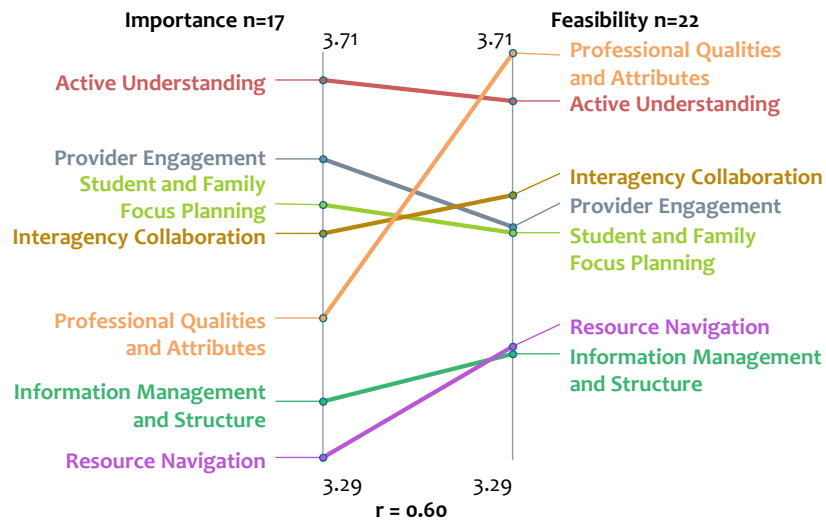 Importance n=17
Feasibility n=22
3.71
3.71
Active Understanding
Provider Engagement
Student and Family
Focus Planning
Interagency Collaboration
Professional Qualities
and Attributes
Information Management
and Structure
Resource Navigation
Professional Qualities
and Attributes
Active Understanding
Interagency Collaboration
Provider Engagement
Student and Family
Focus Planning
Resource Navigation
Information Management
and Structure
3.29
3.29
r = 0.60